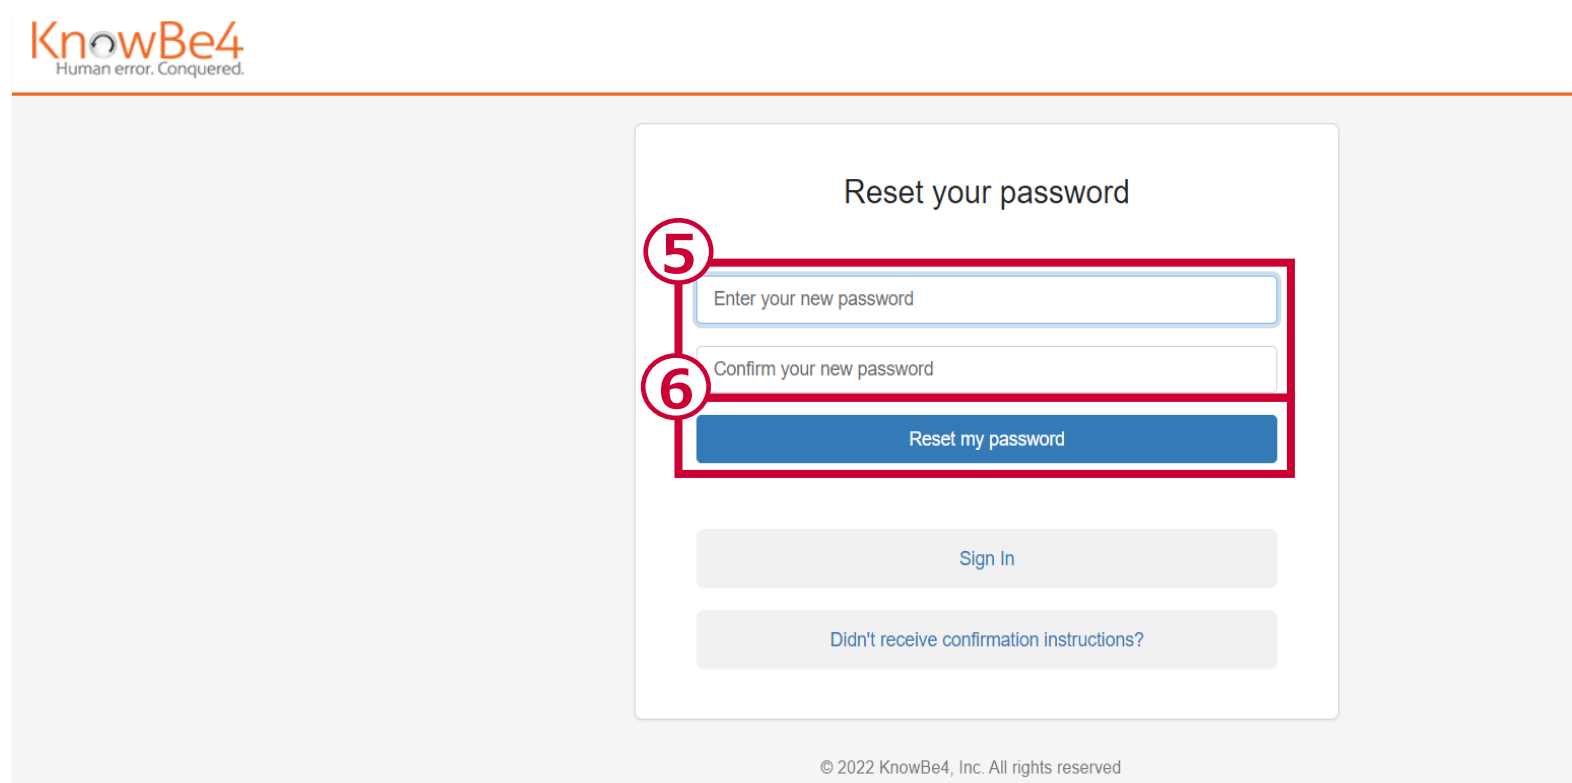 KnowBe4
Human error. Conquered.
Reset your password
5
Enter your new password
Confirm your new password
6
Reset my password
Sign In
Didn't receive confirmation instructions?
© 2022 KnowBe4, Inc. All rights reserved